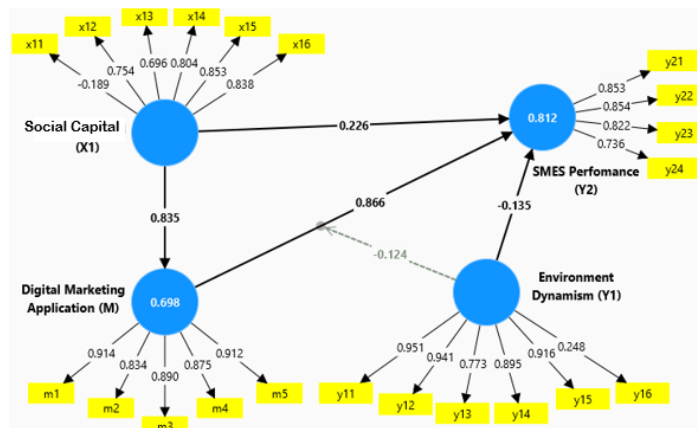 x11
x12
x13
x14
x15
x16
-0.189
0.754
0.696
0.804
0.853
0.838
Social Capital
(X1)
0.226
0.812
0.853
0.854
0.822
0.736
y21
y22
y23
y24
SMES Perfomance
(Y2)
0.835
0.866
-0.135
-0.124
Digital Marketing
Application (M)
0.698
Environment
Dynamism (Y1)
0.914
0.834
0.890
0.875
0.912
m1
m2
m3
m4
m5
0.951
0.941
0.773
0.895
0.916
0.248
y11
y12
y13
y14
y15
y16